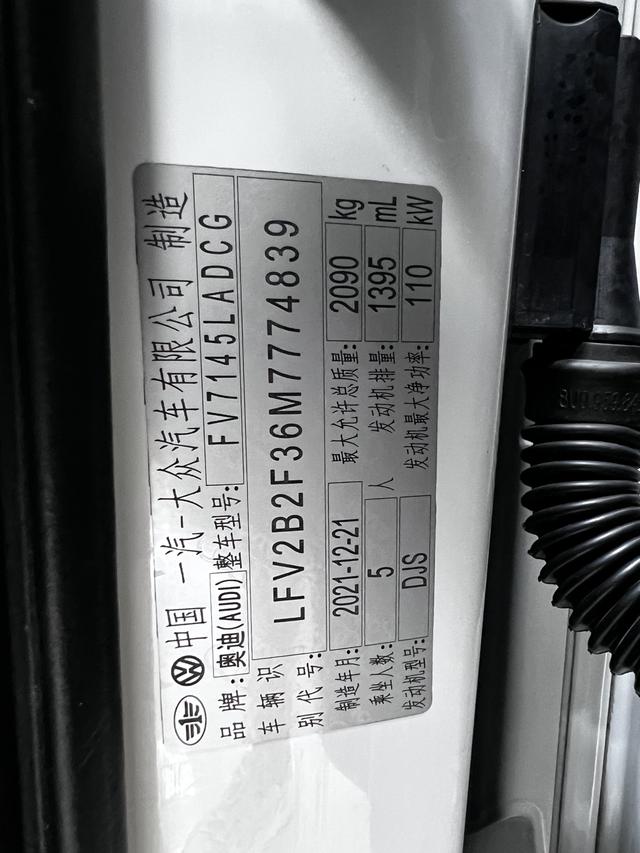 中国 一汽-大众汽车有限公司 制造
品牌:奥迪(AUDI) 整车型号:FV7145LADCG
车辆识别代号:LFV2B2F36M7774839
制造年月:2021-12-21 最大允许总质量:2090 kg
乘坐人数:5 人 发动机排量:1395 mL
发动机型号:DJS 发动机最大净功率:110 kW